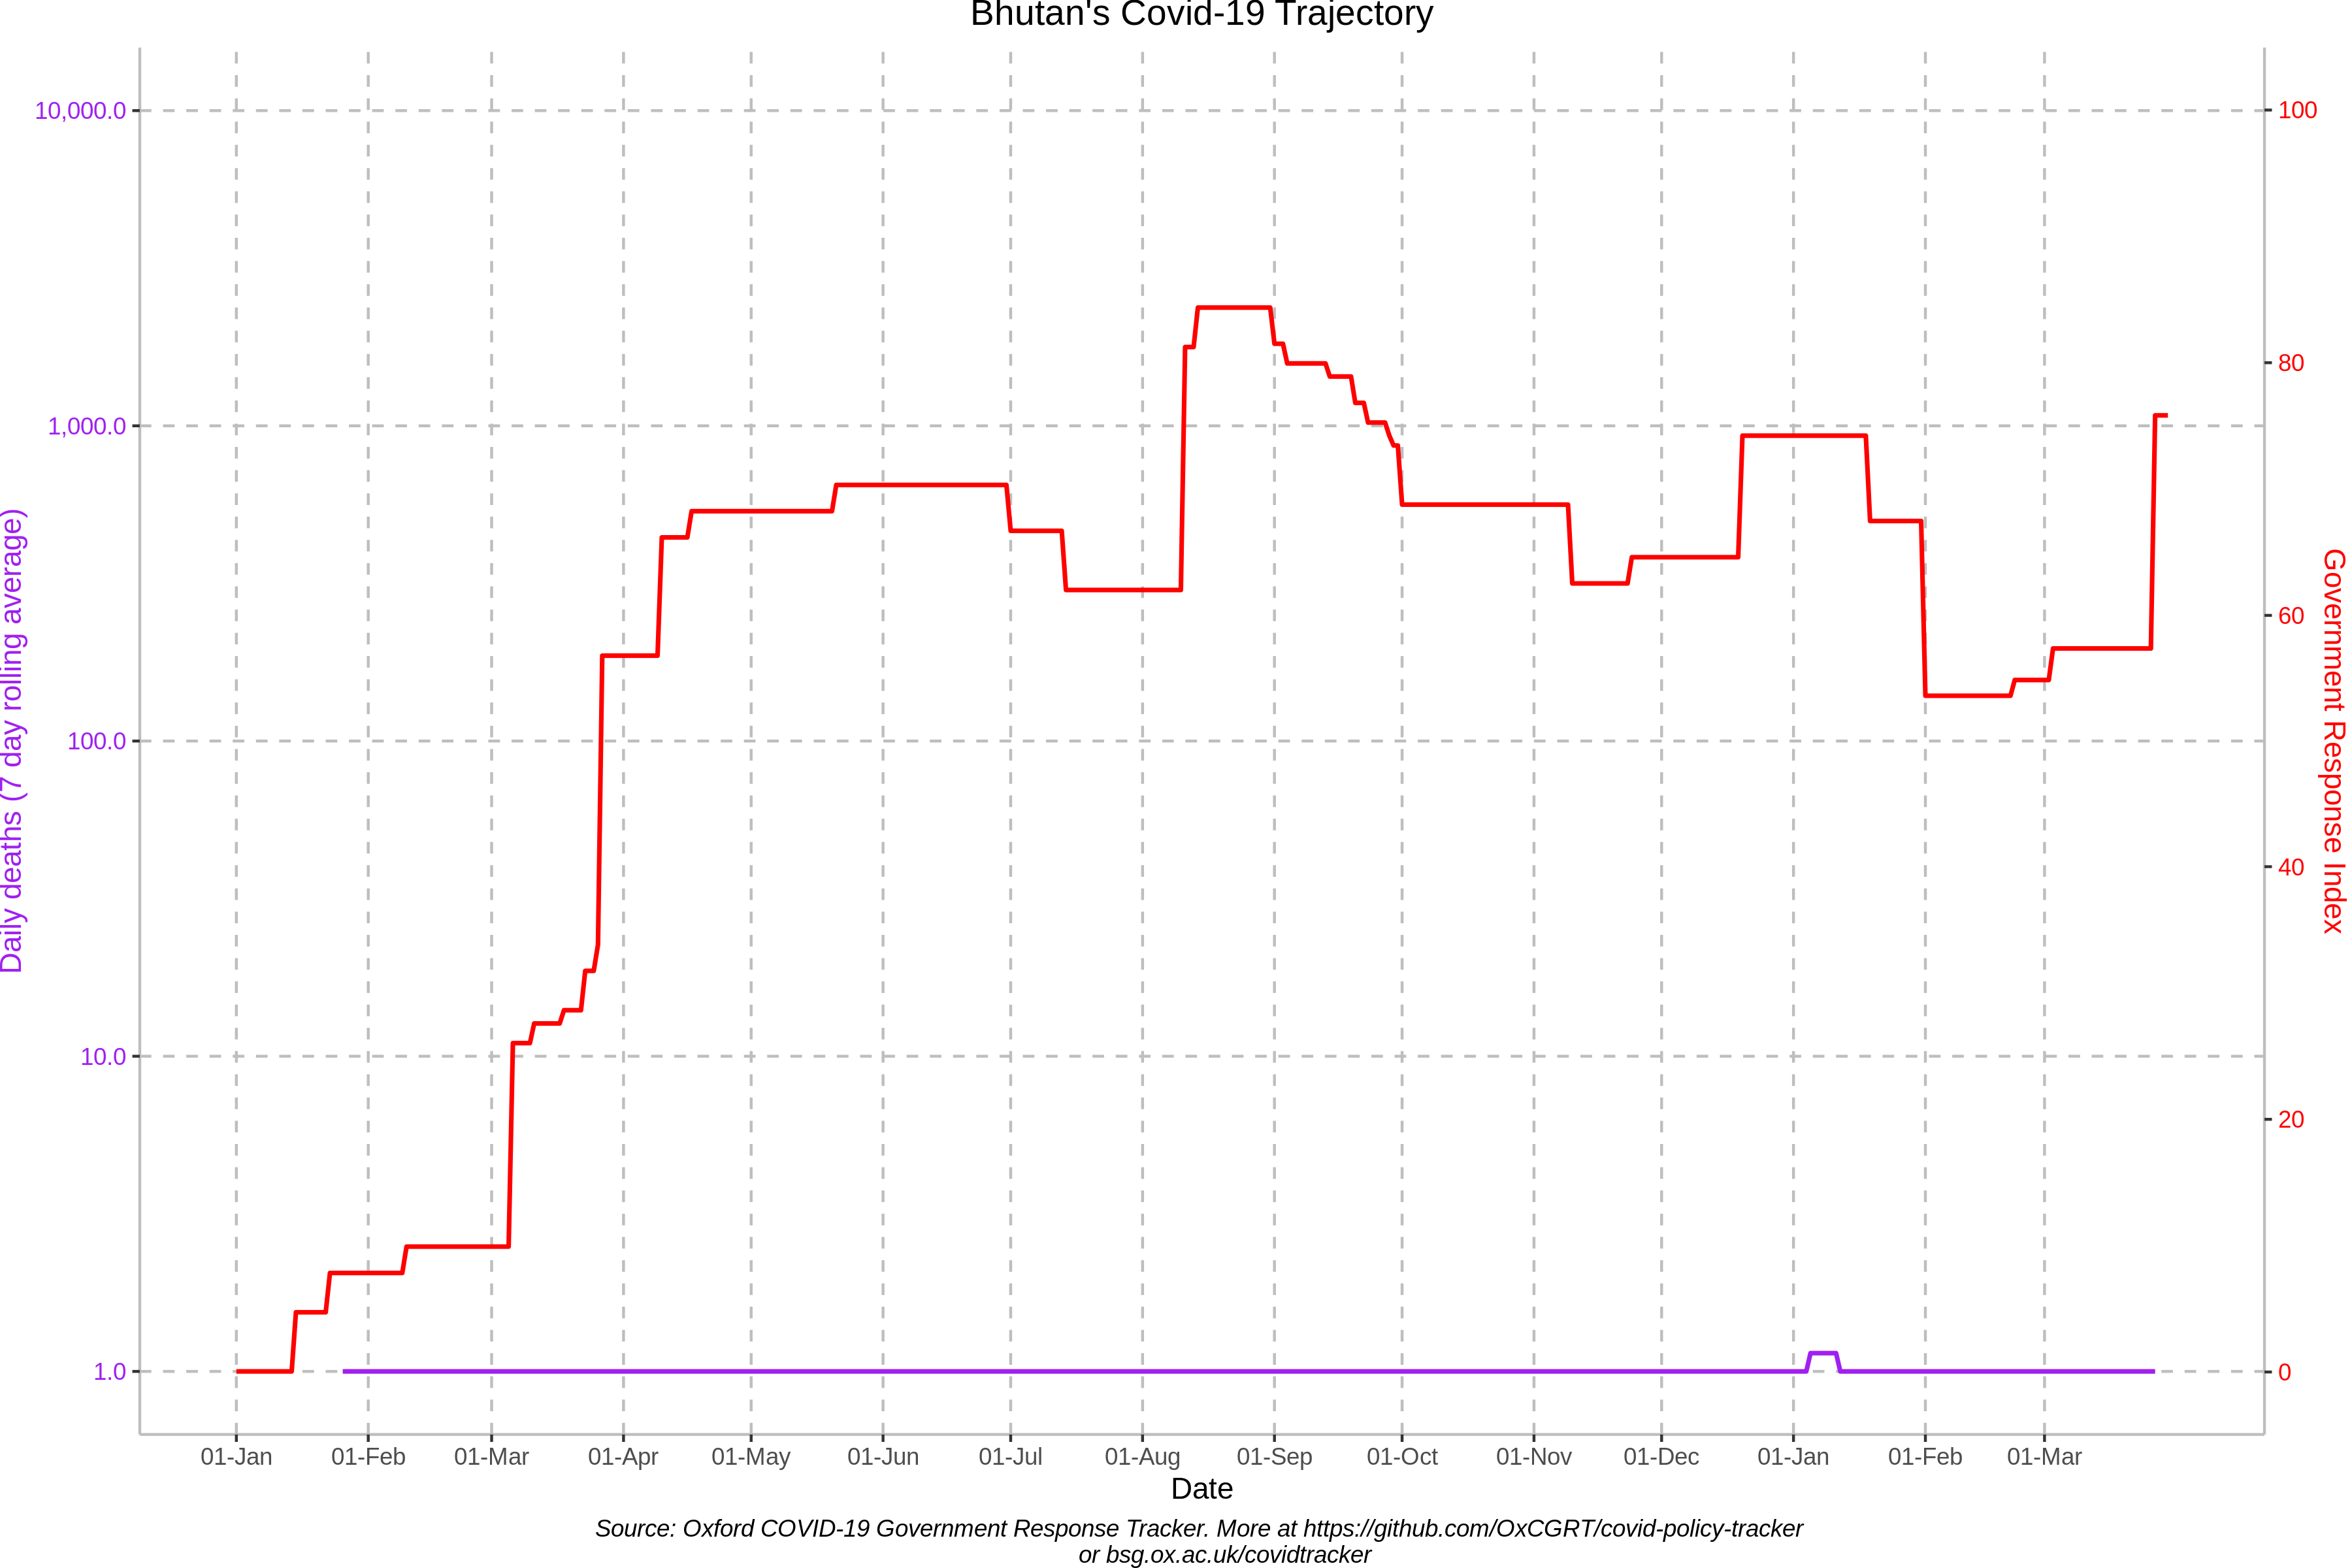 Bhutan's Covid-19 Trajectory
10,000.0
1,000.0
100.0
10.0
1.0
Daily deaths (7 day rolling average)
100
80
60
40
20
0
Government Response Index
01-Jan 01-Feb 01-Mar 01-Apr 01-May 01-Jun 01-Jul 01-Aug 01-Sep 01-Oct 01-Nov 01-Dec 01-Jan 01-Feb 01-Mar
Date
Source: Oxford COVID-19 Government Response Tracker. More at https://github.com/OxCGRT/covid-policy-tracker
or bsg.ox.ac.uk/covidtracker